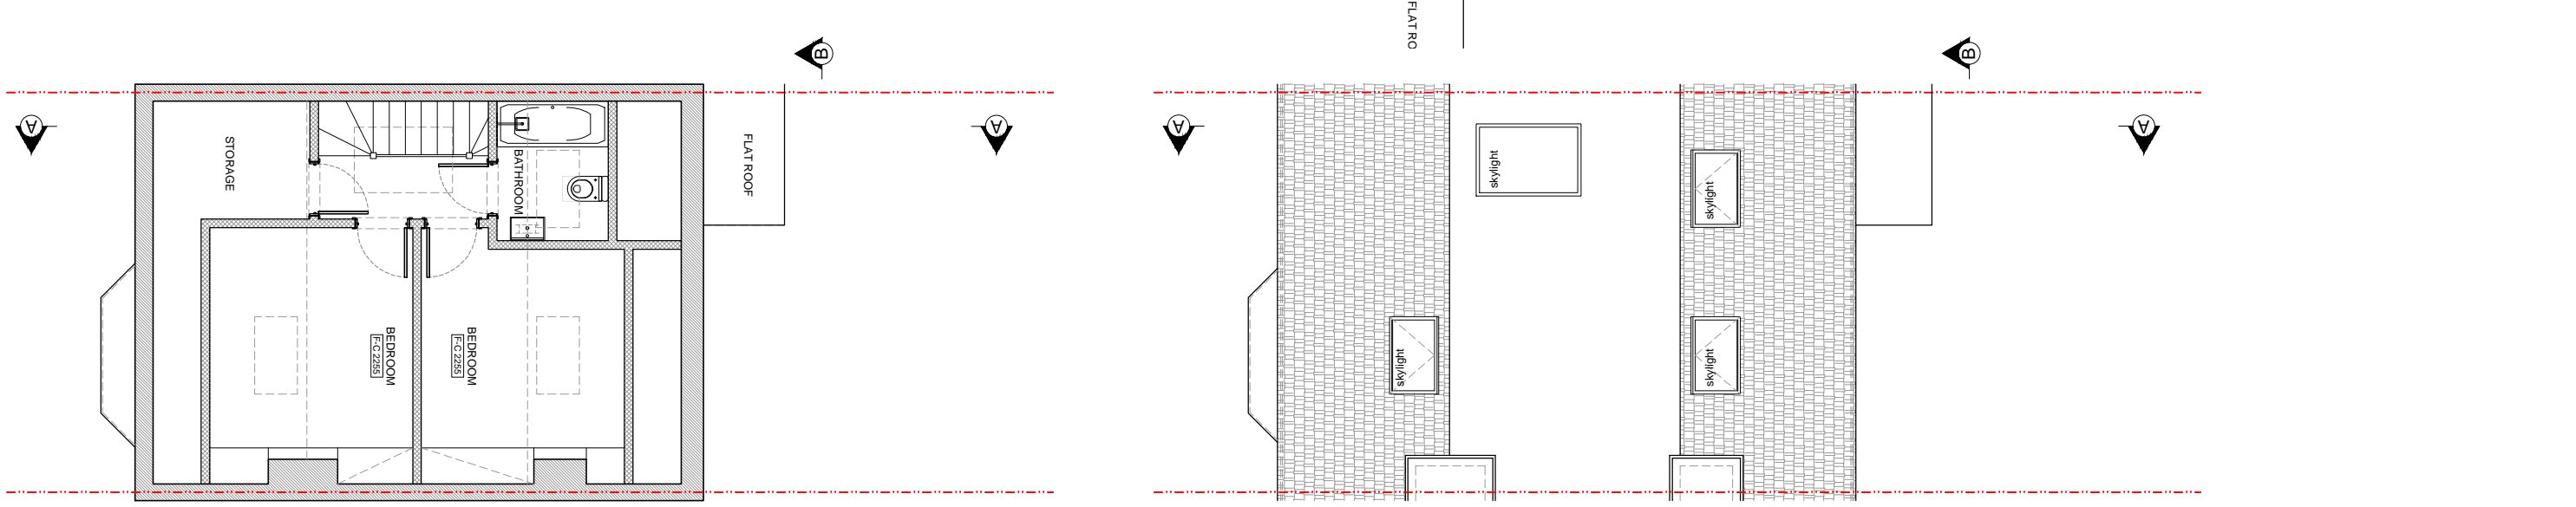 B
A
STORAGE
BATHROOM
FLAT ROOF
A
BEDROOM
F-C 2255
BEDROOM
F-C 2255
FLAT RO
B
A
skylight
skylight
A
skylight
skylight